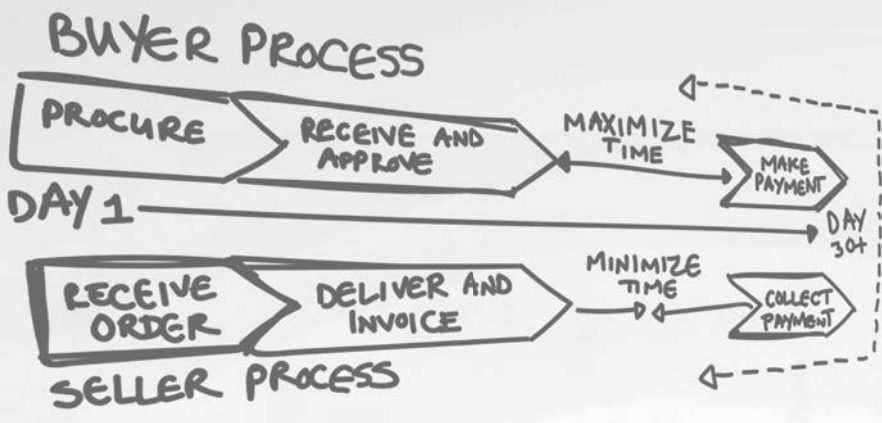 BUYER PROCESS
PROCURE
RECEIVE AND
APPROVE
MAXIMIZE
TIME
MAKE
PAYMENT
DAY 1
DAY
30+
RECEIVE
ORDER
DELIVER AND
INVOICE
MINIMIZE
TIME
COLLECT
PAYMENT
SELLER PROCESS